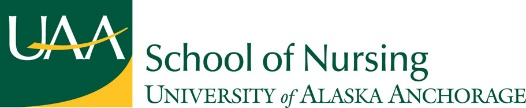 UAA
School of Nursing
UNIVERSITY of ALASKA ANCHORAGE